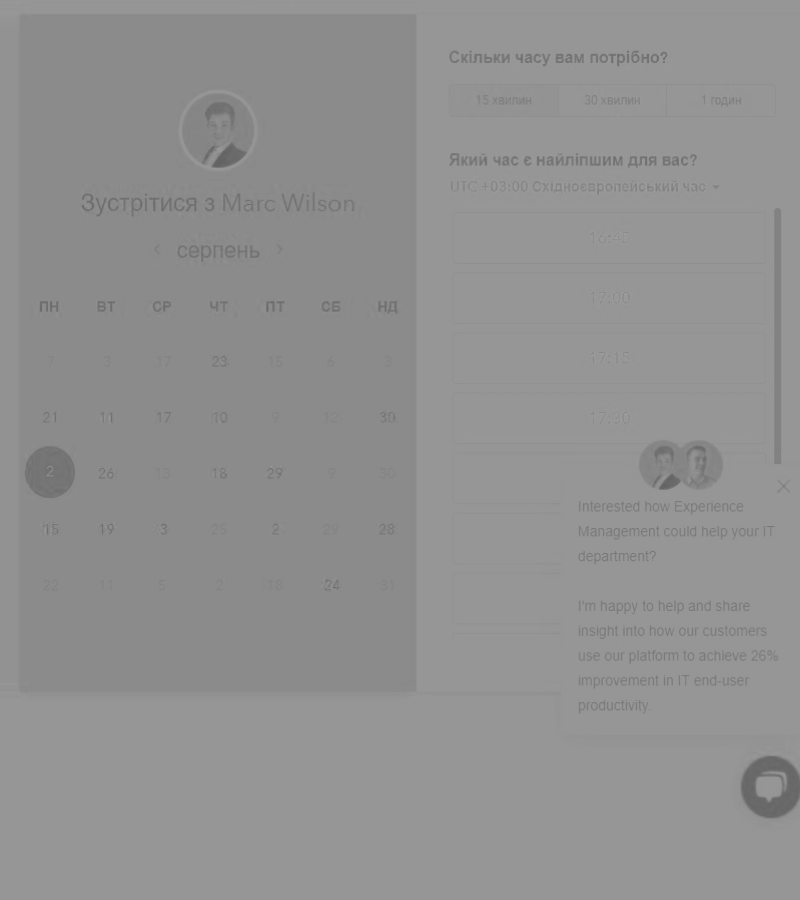 Зустрітися з Marc Wilson
серпень
ПН ВТ СР ЧТ ПТ СБ НД
7 3 17 23 15 6 3
21 11 17 10 9 12 30
2 26 13 18 29 9 30
15 19 3 25 2 29 28
22 11 5 2 18 24 31
Скільки часу вам потрібно?
15 хвилин 30 хвилин 1 годин
Який час є найліпшим для вас?
UTC +03:00 Східноєвропейський час
16:45
17:00
17:15
17:30
Interested how Experience
Management could help your IT
department?
I'm happy to help and share
insight into how our customers
use our platform to achieve 26%
improvement in IT end-user
productivity.